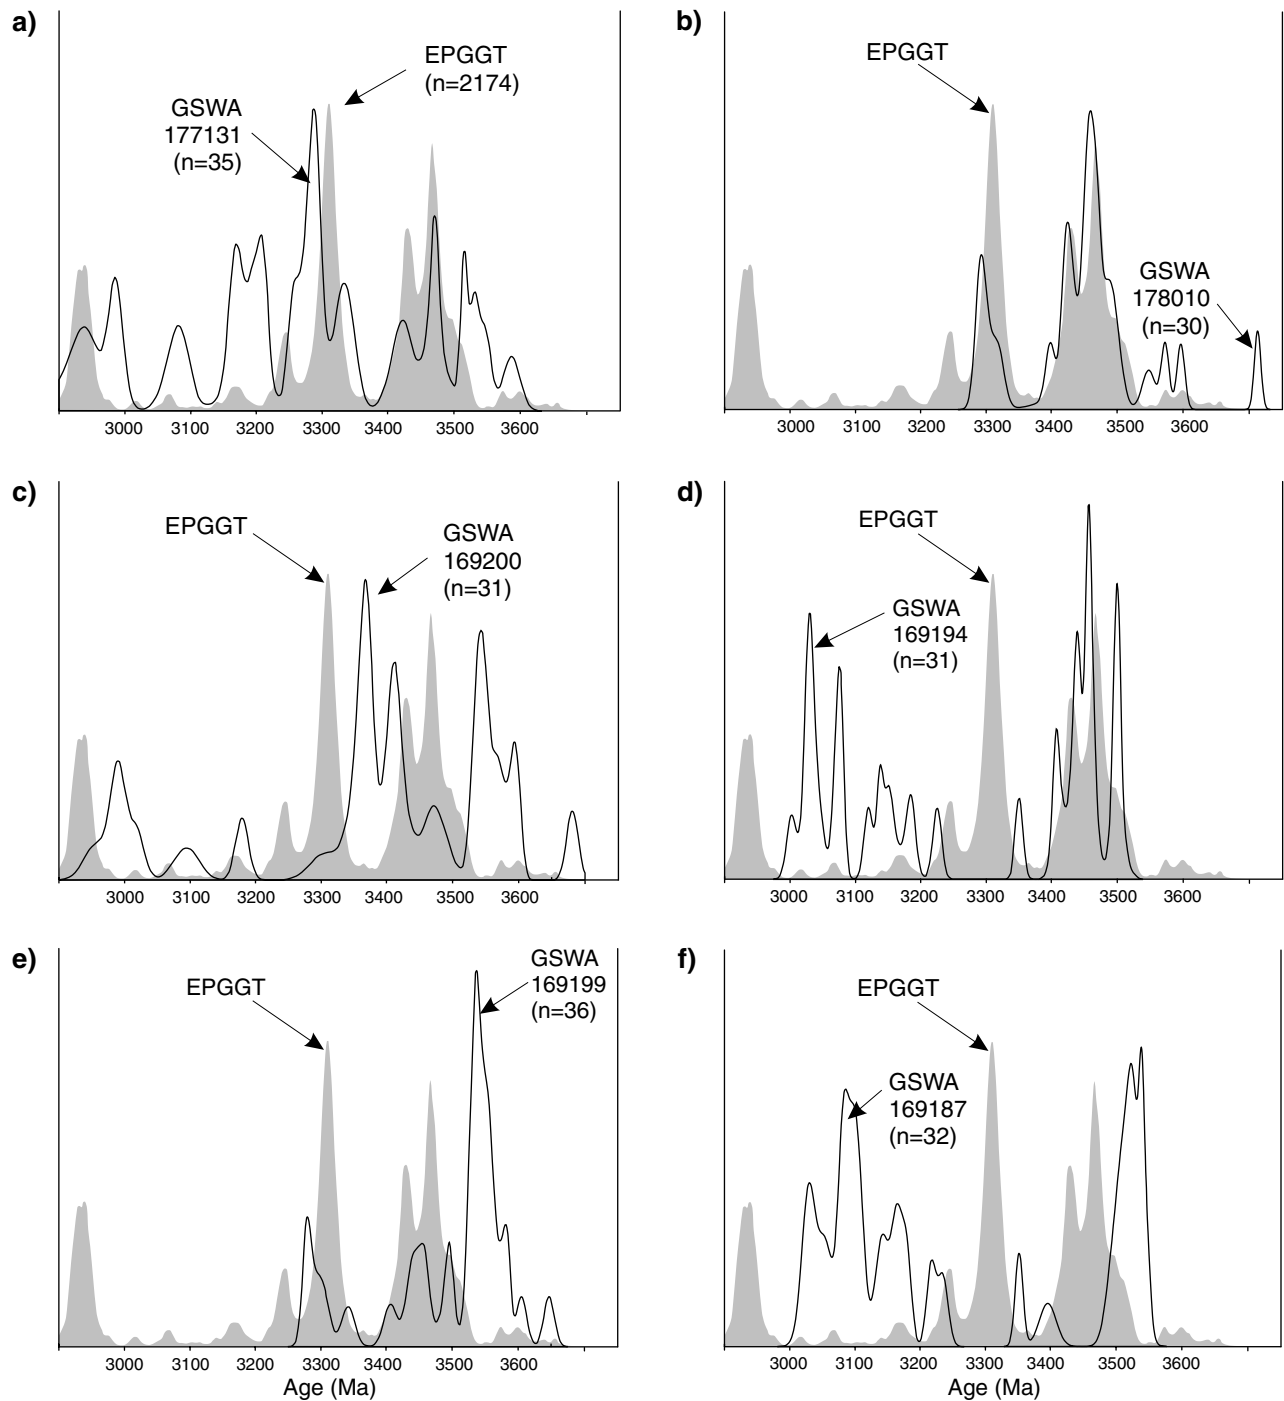 a)
EPGGT
(n=2174)
GSWA
177131
(n=35)
3000 3100 3200 3300 3400 3500 3600
b)
EPGGT
GSWA
178010
(n=30)
3000 3100 3200 3300 3400 3500 3600
c)
EPGGT
GSWA
169200
(n=31)
3000 3100 3200 3300 3400 3500 3600
d)
EPGGT
GSWA
169194
(n=31)
3000 3100 3200 3300 3400 3500 3600
e)
EPGGT
GSWA
169199
(n=36)
3000 3100 3200 3300 3400 3500 3600
Age (Ma)
f)
EPGGT
GSWA
169187
(n=32)
3000 3100 3200 3300 3400 3500 3600
Age (Ma)